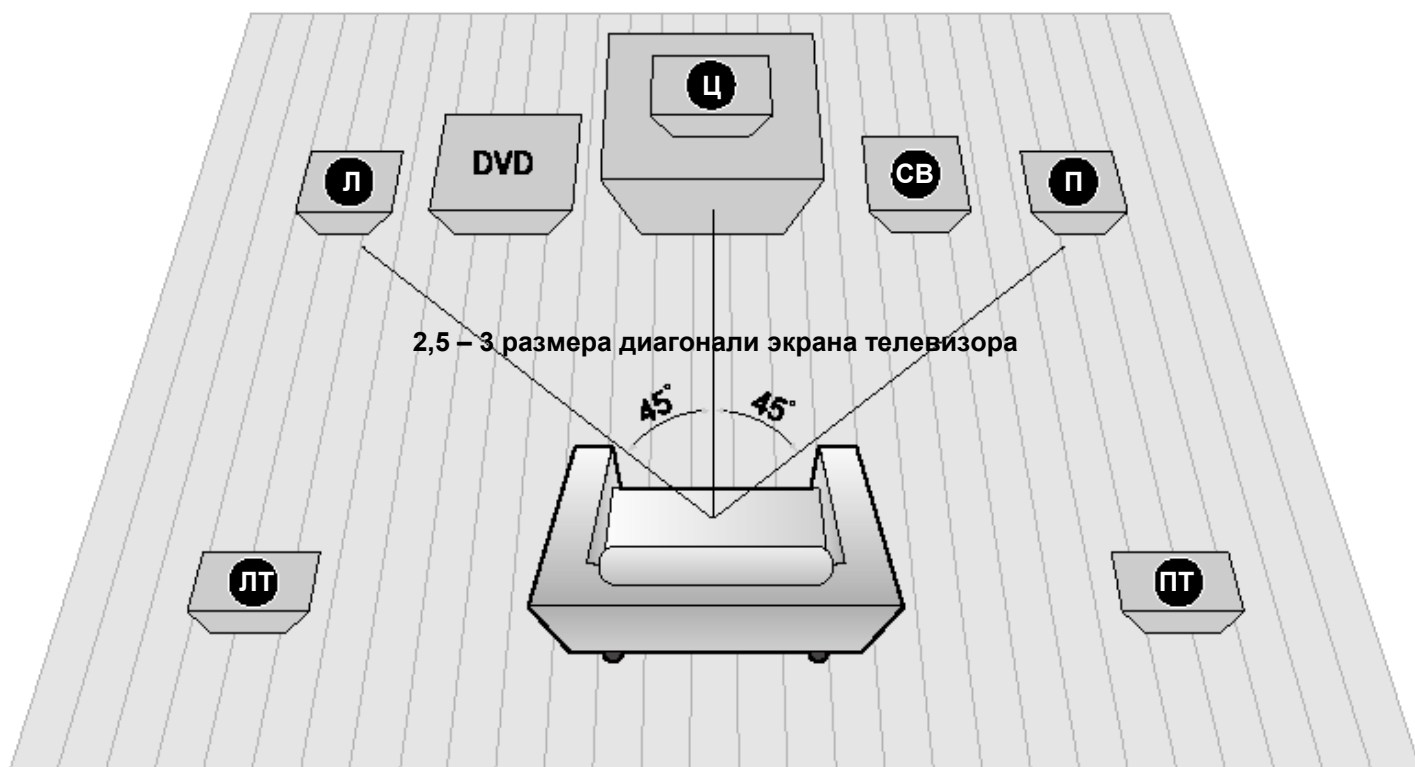 Ц
Л
DVD
СВ
П
2,5 – 3 размера диагонали экрана телевизора
45°
45°
ЛТ
ПТ